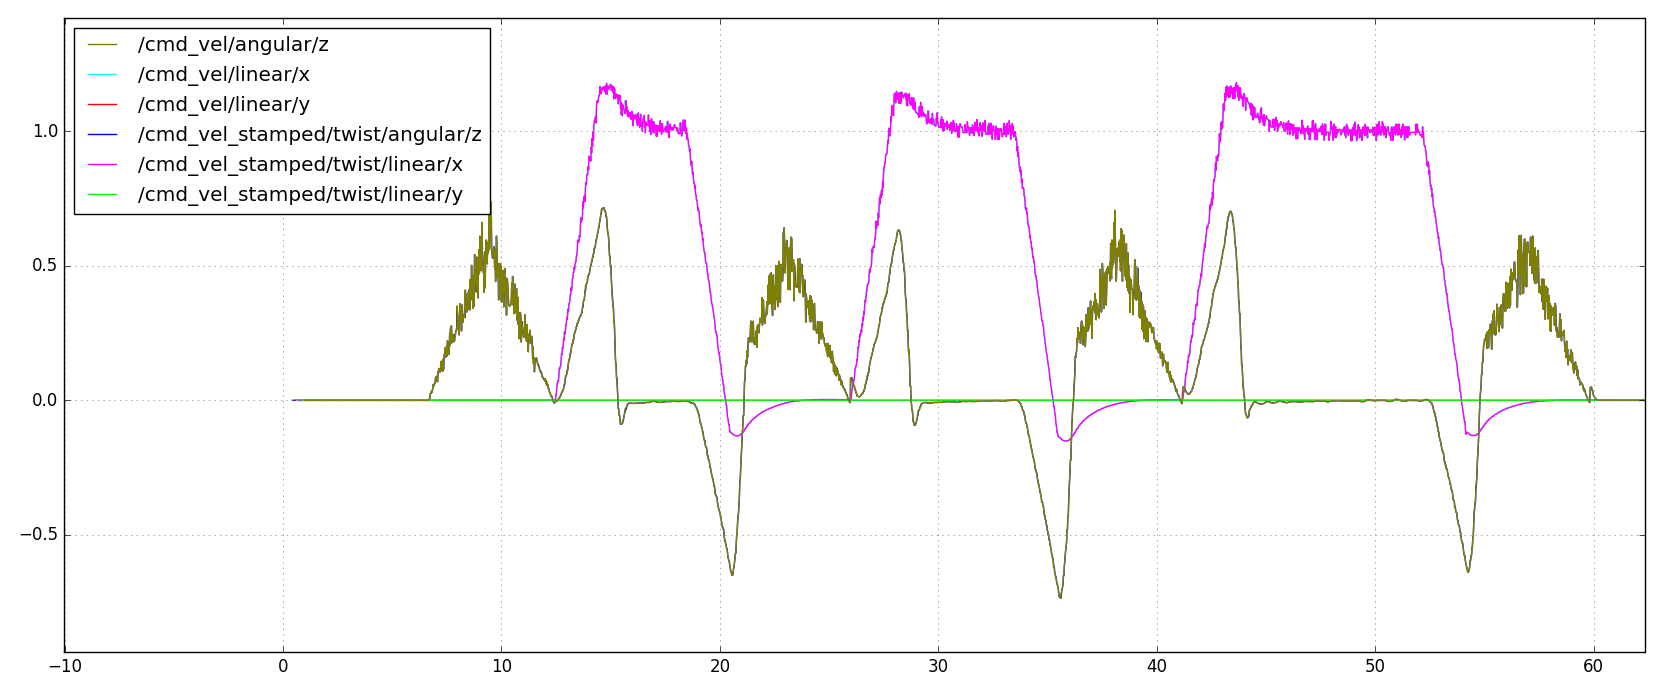 /cmd_vel/angular/z
/cmd_vel/linear/x
/cmd_vel/linear/y
/cmd_vel_stamped/twist/angular/z
/cmd_vel_stamped/twist/linear/x
/cmd_vel_stamped/twist/linear/y
1.0
0.5
0.0
−0.5
−10 0 10 20 30 40 50 60